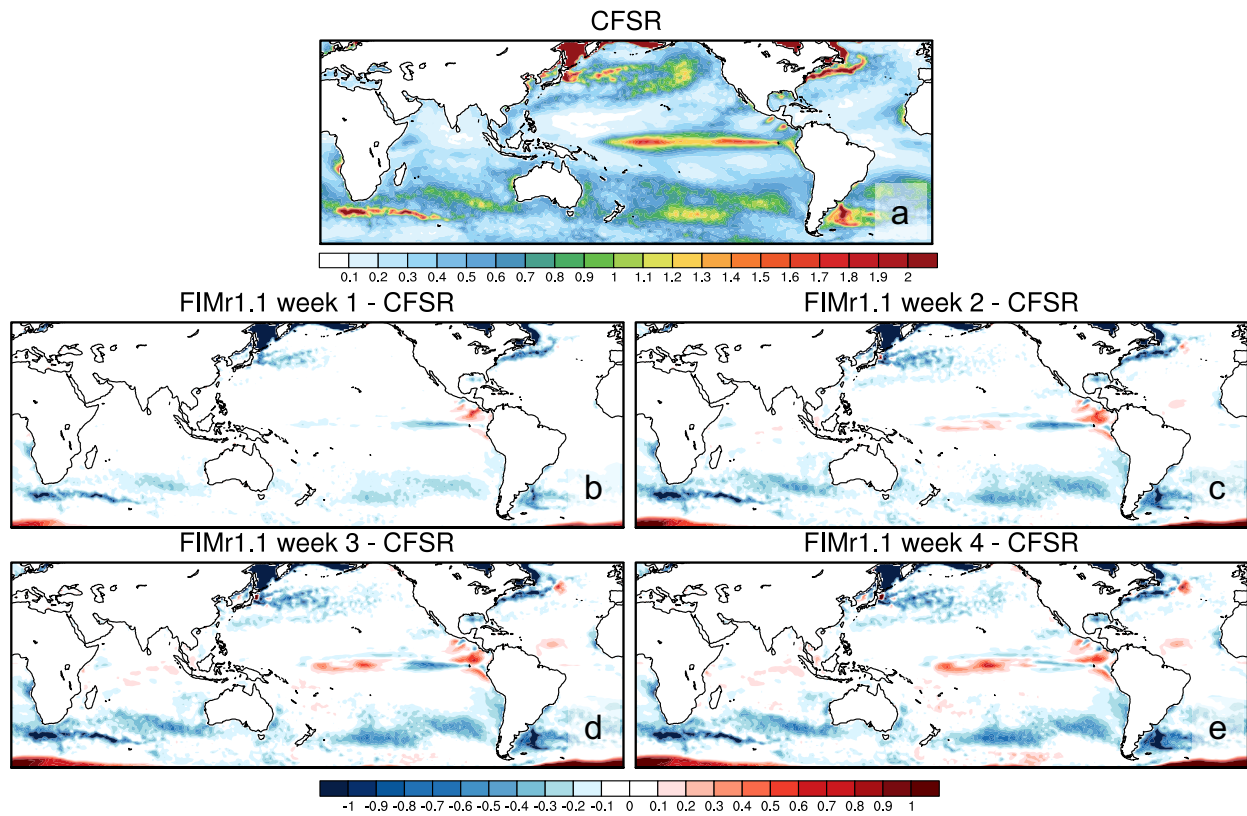 CFSR
a
0.1 0.2 0.3 0.4 0.5 0.6 0.7 0.8 0.9 1 1.1 1.2 1.3 1.4 1.5 1.6 1.7 1.8 1.9 2
FIMr1.1 week 1 - CFSR
FIMr1.1 week 2 - CFSR
b
c
FIMr1.1 week 3 - CFSR
FIMr1.1 week 4 - CFSR
d
e
-1 -0.9 -0.8 -0.7 -0.6 -0.5 -0.4 -0.3 -0.2 -0.1 0 0.1 0.2 0.3 0.4 0.5 0.6 0.7 0.8 0.9 1